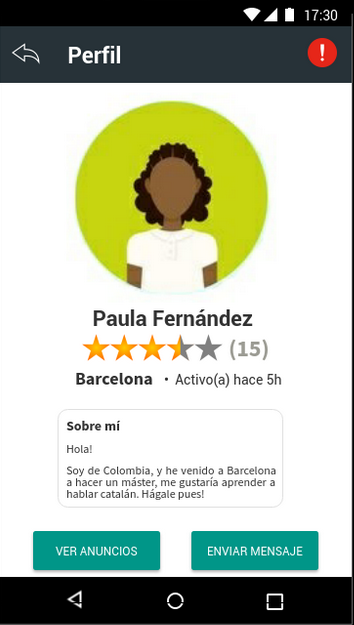 17:30
Perfil
!
Paula Fernández
(15)
Barcelona • Activo(a) hace 5h
Sobre mí
Hola!
Soy de Colombia, y he venido a Barcelona
a hacer un máster, me gustaría aprender a
hablar catalán. Hágale pues!
VER ANUNCIOS ENVIAR MENSAJE